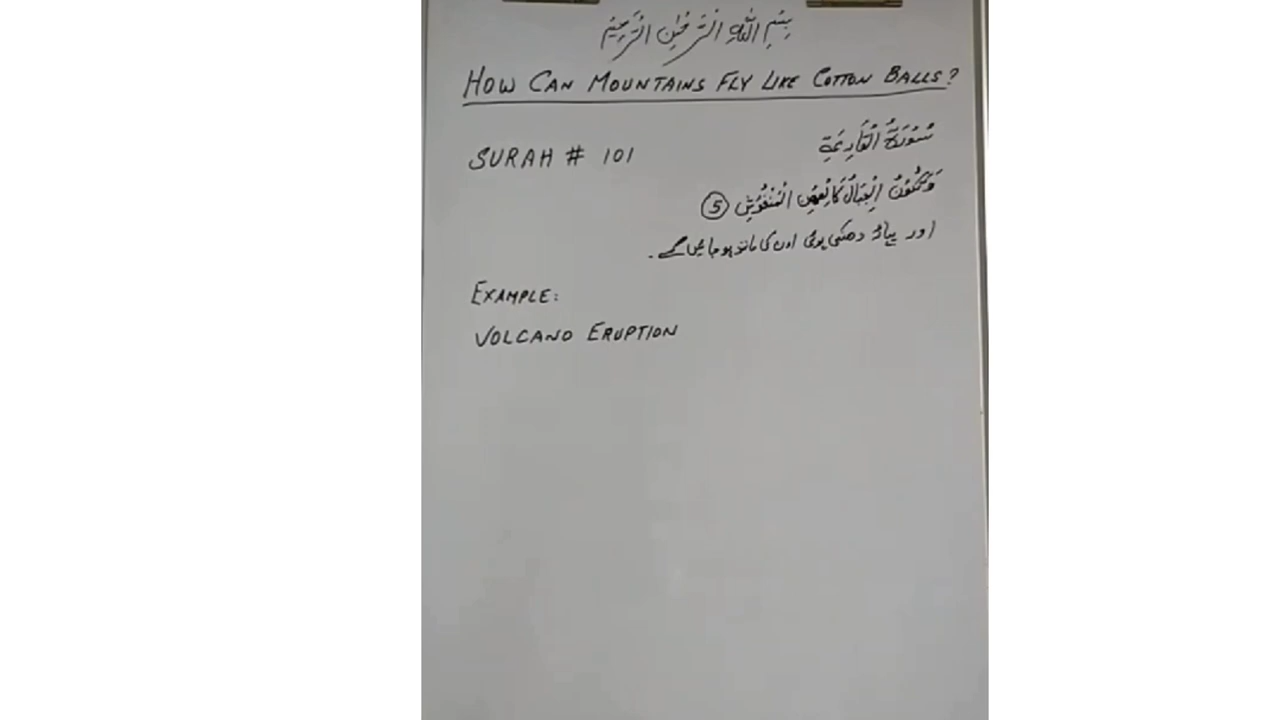 بِسْمِ اللهِ الرَّحْمٰنِ الرَّحِيْمِ
HOW CAN MOUNTAINS FLY LIKE COTTON BALLS?
SURAH # 101 سُوْرَةُ الْقَارِعَةِ
وَتَكُوْنُ الْجِبَالُ كَالْعِهْنِ الْمَنْفُوْشِ ⑤
اور پہاڑ دھنکی ہوئی اون کی مانند ہو جائیں گے۔
EXAMPLE:
VOLCANO ERUPTION